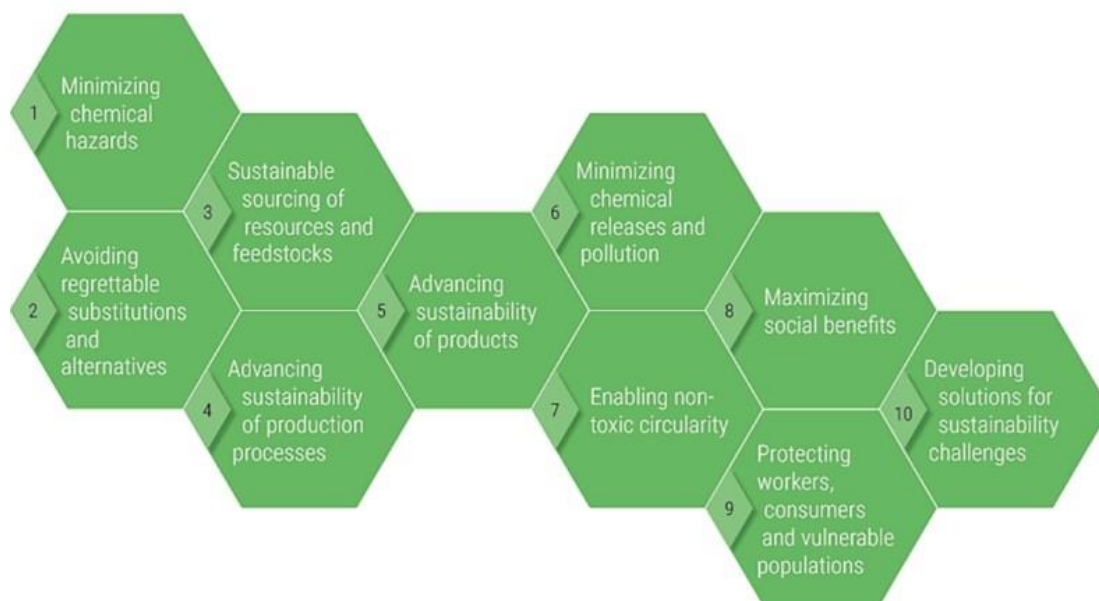 1
Minimizing
chemical
hazards
2
Avoiding
regrettable
substitutions
and
alternatives
3
Sustainable
sourcing of
resources and
feedstocks
4
Advancing
sustainability
of production
processes
5
Advancing
sustainability
of products
6
Minimizing
chemical
releases and
pollution
7
Enabling non-
toxic circularity
8
Maximizing
social benefits
9
Protecting
workers,
consumers
and vulnerable
populations
10
Developing
solutions for
sustainability
challenges